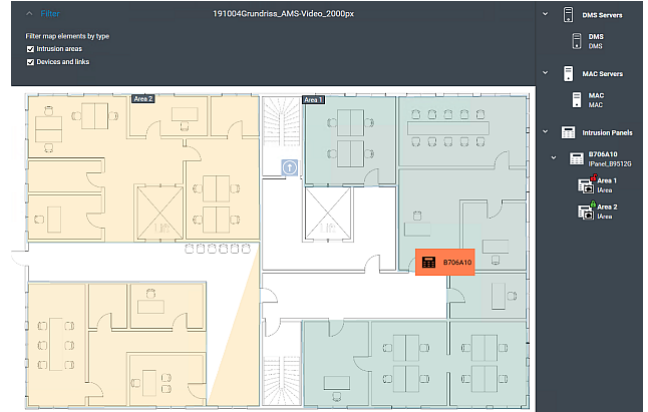 Filter
191004Grundriss_AMS-Video_2000px
Filter map elements by type
Intrusion areas
Devices and links
Area 2
Area 1
LIFT
LIFT
B706A10
DMS Servers
DMS
DMS
MAC Servers
MAC
MAC
Intrusion Panels
B706A10
IPanel_B9512G
Area 1
IArea
Area 2
IArea